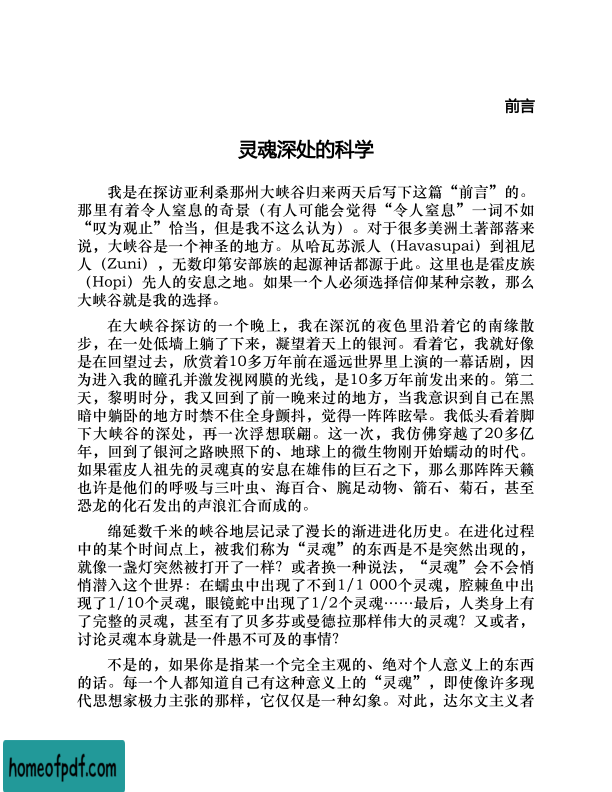 前言
灵魂深处的科学
我是在探访亚利桑那州大峡谷归来两天后写下这篇“前言”的。
那里有着令人窒息的奇景（有人可能会觉得“令人窒息”一词不如
“叹为观止”恰当，但是我不这么认为）。对于很多美洲土著部落来
说，大峡谷是一个神圣的地方。从哈瓦苏派人（Havasupai）到祖尼
人（Zuni），无数印第安部族的起源神话都源于此。这里也是霍皮族
（Hopi）先人的安息之地。如果一个人必须选择信仰某种宗教，那么
大峡谷就是我的选择。
在大峡谷探访的一个晚上，我在深沉的夜色里沿着它的南缘散
步，在一处低墙上躺了下来，凝望着天上的银河。看着它，我就好像
是在回望过去，欣赏着10多万年前在遥远世界里上演的一幕话剧，因
为进入我的瞳孔并激发视网膜的光线，是10多万年前发出来的。第二
天，黎明时分，我又回到了前一晚来过的地方，当我意识到自己在黑
暗中躺卧的地方时禁不住全身颤抖，觉得一阵阵眩晕。我低头看着脚
下大峡谷的深处，再一次浮想联翩。这一次，我仿佛穿越了20多亿
年，回到了银河之路映照下的、地球上的微生物刚开始蠕动的时代。
如果霍皮人祖先的灵魂真的安息在雄伟的巨石之下，那么那阵阵天籁
也许是他们的呼吸与三叶虫、海百合、腕足动物、箭石、菊石，甚至
恐龙的化石发出的声浪汇合而成的。
绵延数千米的峡谷地层记录了漫长的渐进进化历史。在进化过程
中的某个时间点上，被我们称为“灵魂”的东西是不是突然出现的，
就像一盏灯突然被打开了一样？或者换一种说法，“灵魂”会不会悄
悄潜入这个世界：在蠕虫中出现了不到1/1 000个灵魂，腔棘鱼中出
现了1/10个灵魂，眼镜蛇中出现了1/2个灵魂……最后，人类身上有
了完整的灵魂，甚至有了贝多芬或曼德拉那样伟大的灵魂？又或者，
讨论灵魂本身就是一件愚不可及的事情？
不是的，如果你是指某一个完全主观的、绝对个人意义上的东西
的话。每一个人都知道自己有这种意义上的“灵魂”，即使像许多现
代思想家极力主张的那样，它仅仅是一种幻象。对此，达尔文主义者
homeofpdf.com